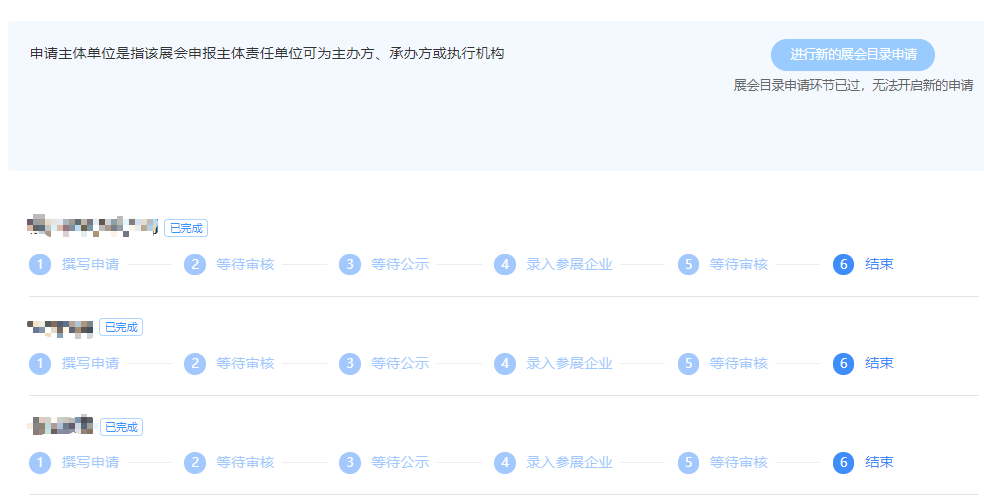 申请主体单位是指该展会申报主体责任单位可为主办方、承办方或执行机构
进行新的展会目录申请
展会目录申请环节已过，无法开启新的申请
已完成
1 撰写申请 2 等待审核 3 等待公示 4 录入参展企业 5 等待审核 6 结束
已完成
1 撰写申请 2 等待审核 3 等待公示 4 录入参展企业 5 等待审核 6 结束
已完成
1 撰写申请 2 等待审核 3 等待公示 4 录入参展企业 5 等待审核 6 结束